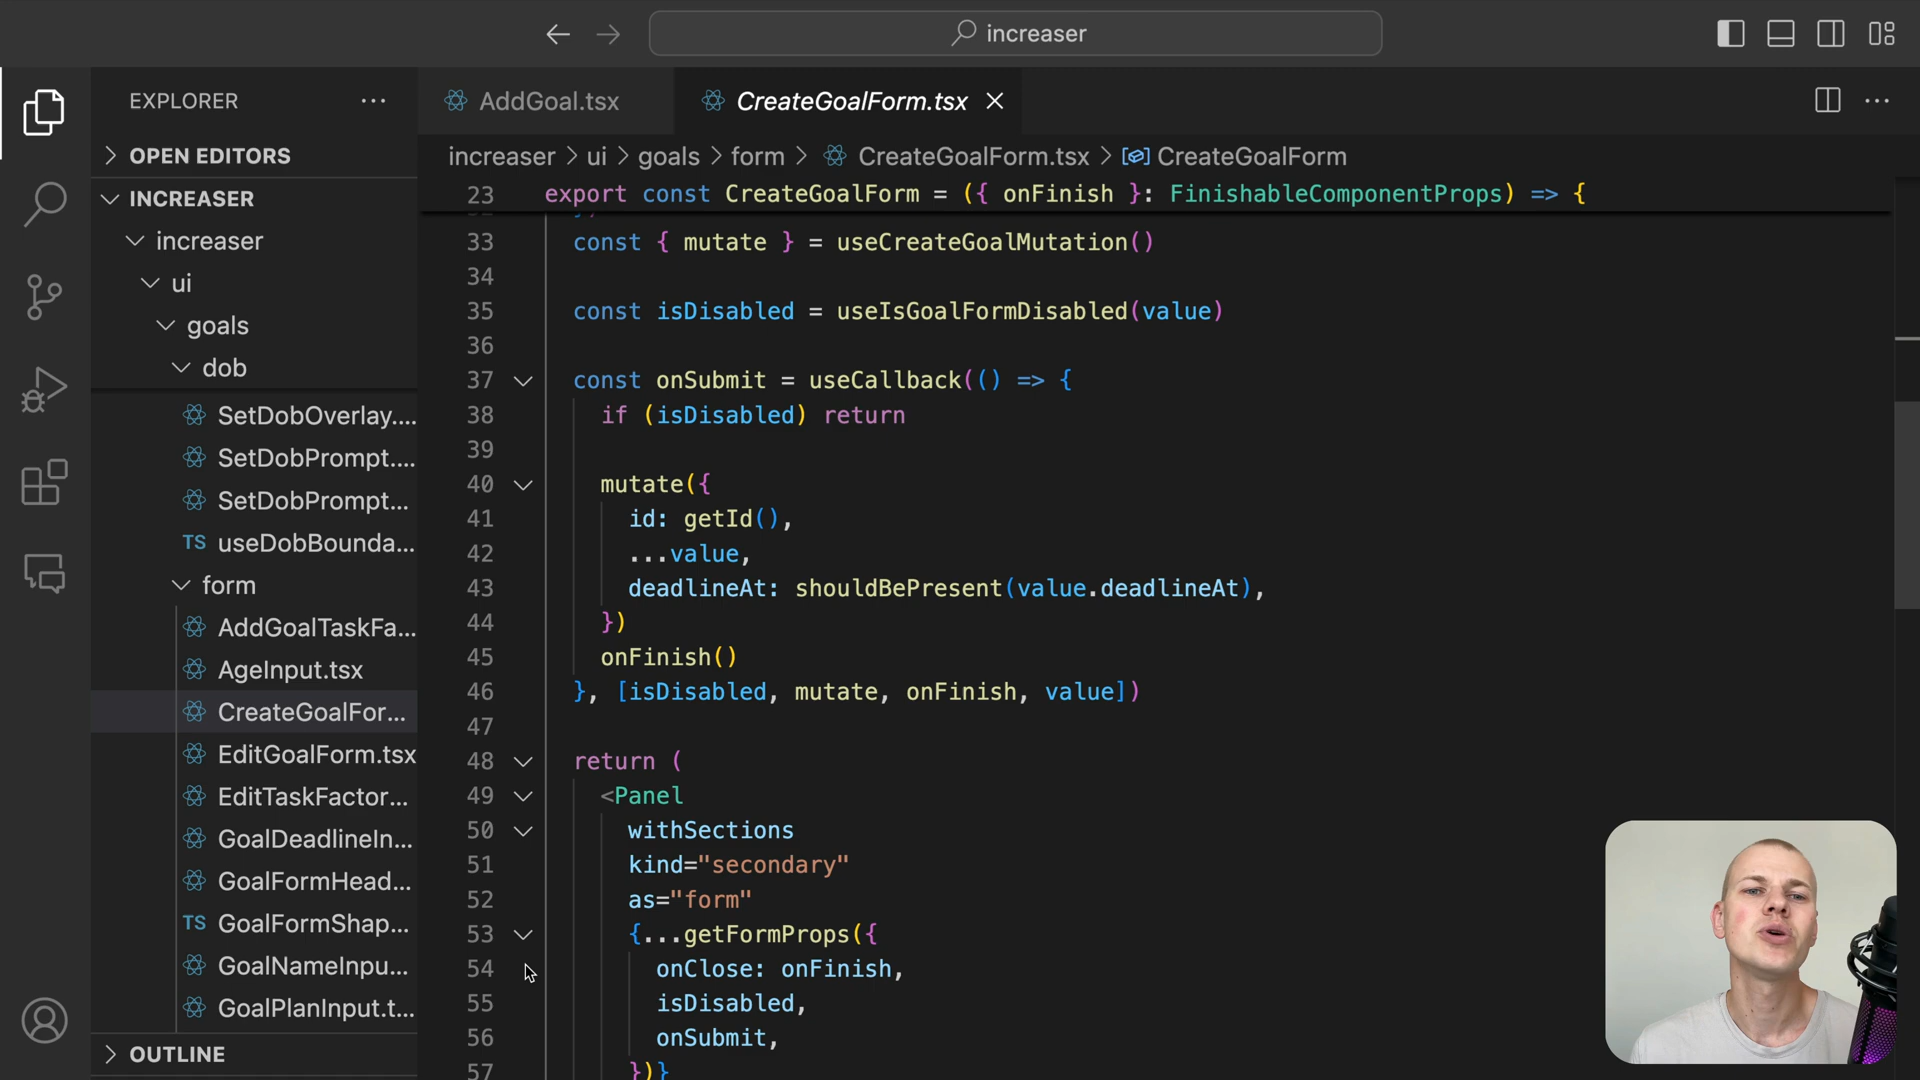 increaser
EXPLORER
OPEN EDITORS
INCREASER
increaser
ui
goals
dob
SetDobOverlay....
SetDobPrompt....
SetDobPrompt...
TS useDobBounda...
form
AddGoalTaskFa...
AgeInput.tsx
CreateGoalFor...
EditGoalForm.tsx
EditTaskFactor...
GoalDeadlineIn...
GoalFormHead...
TS GoalFormShap...
GoalNameInpu...
GoalPlanInput.t...
OUTLINE
AddGoal.tsx
CreateGoalForm.tsx
increaser > ui > goals > form > CreateGoalForm.tsx > CreateGoalForm
23 export const CreateGoalForm = ({ onFinish }: FinishableComponentProps) => {
33 const { mutate } = useCreateGoalMutation()
34
35 const isDisabled = useIsGoalFormDisabled(value)
36
37 const onSubmit = useCallback(() => {
38 if (isDisabled) return
39
40 mutate({
41 id: getId(),
42 ...value,
43 deadlineAt: shouldBePresent(value.deadlineAt),
44 })
45 onFinish()
46 }, [isDisabled, mutate, onFinish, value])
47
48 return (
49 <Panel
50 withSections
51 kind="secondary"
52 as="form"
53 {...getFormProps({
54 onClose: onFinish,
55 isDisabled,
56 onSubmit,
57 })}